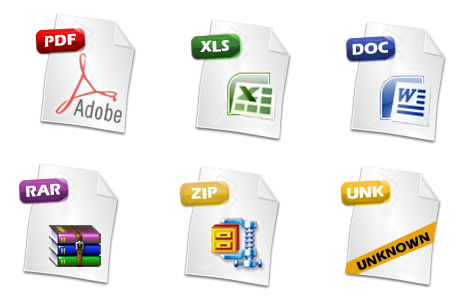 PDF
Adobe
XLS
DOC
W
RAR
ZIP
UNK
UNKNOWN